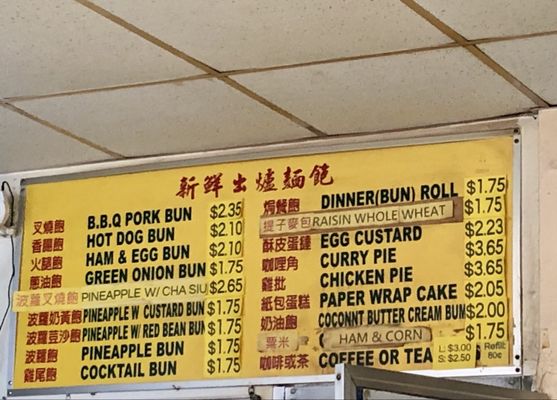 新鮮出爐麵飽
叉燒飽 B.B.Q PORK BUN $2.35
香腸飽 HOT DOG BUN $2.10
火腿飽 HAM & EGG BUN $2.10
蔥油飽 GREEN ONION BUN $1.75
波蘿叉燒飽 PINEAPPLE W/ CHA SIU $2.65
波蘿奶黃飽 PINEAPPLE W/ CUSTARD BUN $1.75
波蘿豆沙飽 PINEAPPLE W/ RED BEAN BUN $1.75
波蘿飽 PINEAPPLE BUN $1.75
雞尾飽 COCKTAIL BUN $1.75
焗餐飽 DINNER(BUN) ROLL $1.75
提子麥包 RAISIN WHOLE WHEAT $1.75
酥皮蛋撻 EGG CUSTARD $2.23
咖喱角 CURRY PIE $3.65
雞批 CHICKEN PIE $3.65
紙包蛋糕 PAPER WRAP CAKE $2.05
奶油飽 COCONNT BUTTER CREAM BUN $2.00
粟米 HAM & CORN $1.75
咖啡或茶 COFFEE OR TEA L: $3.00 Refill:
S: $2.50 60¢